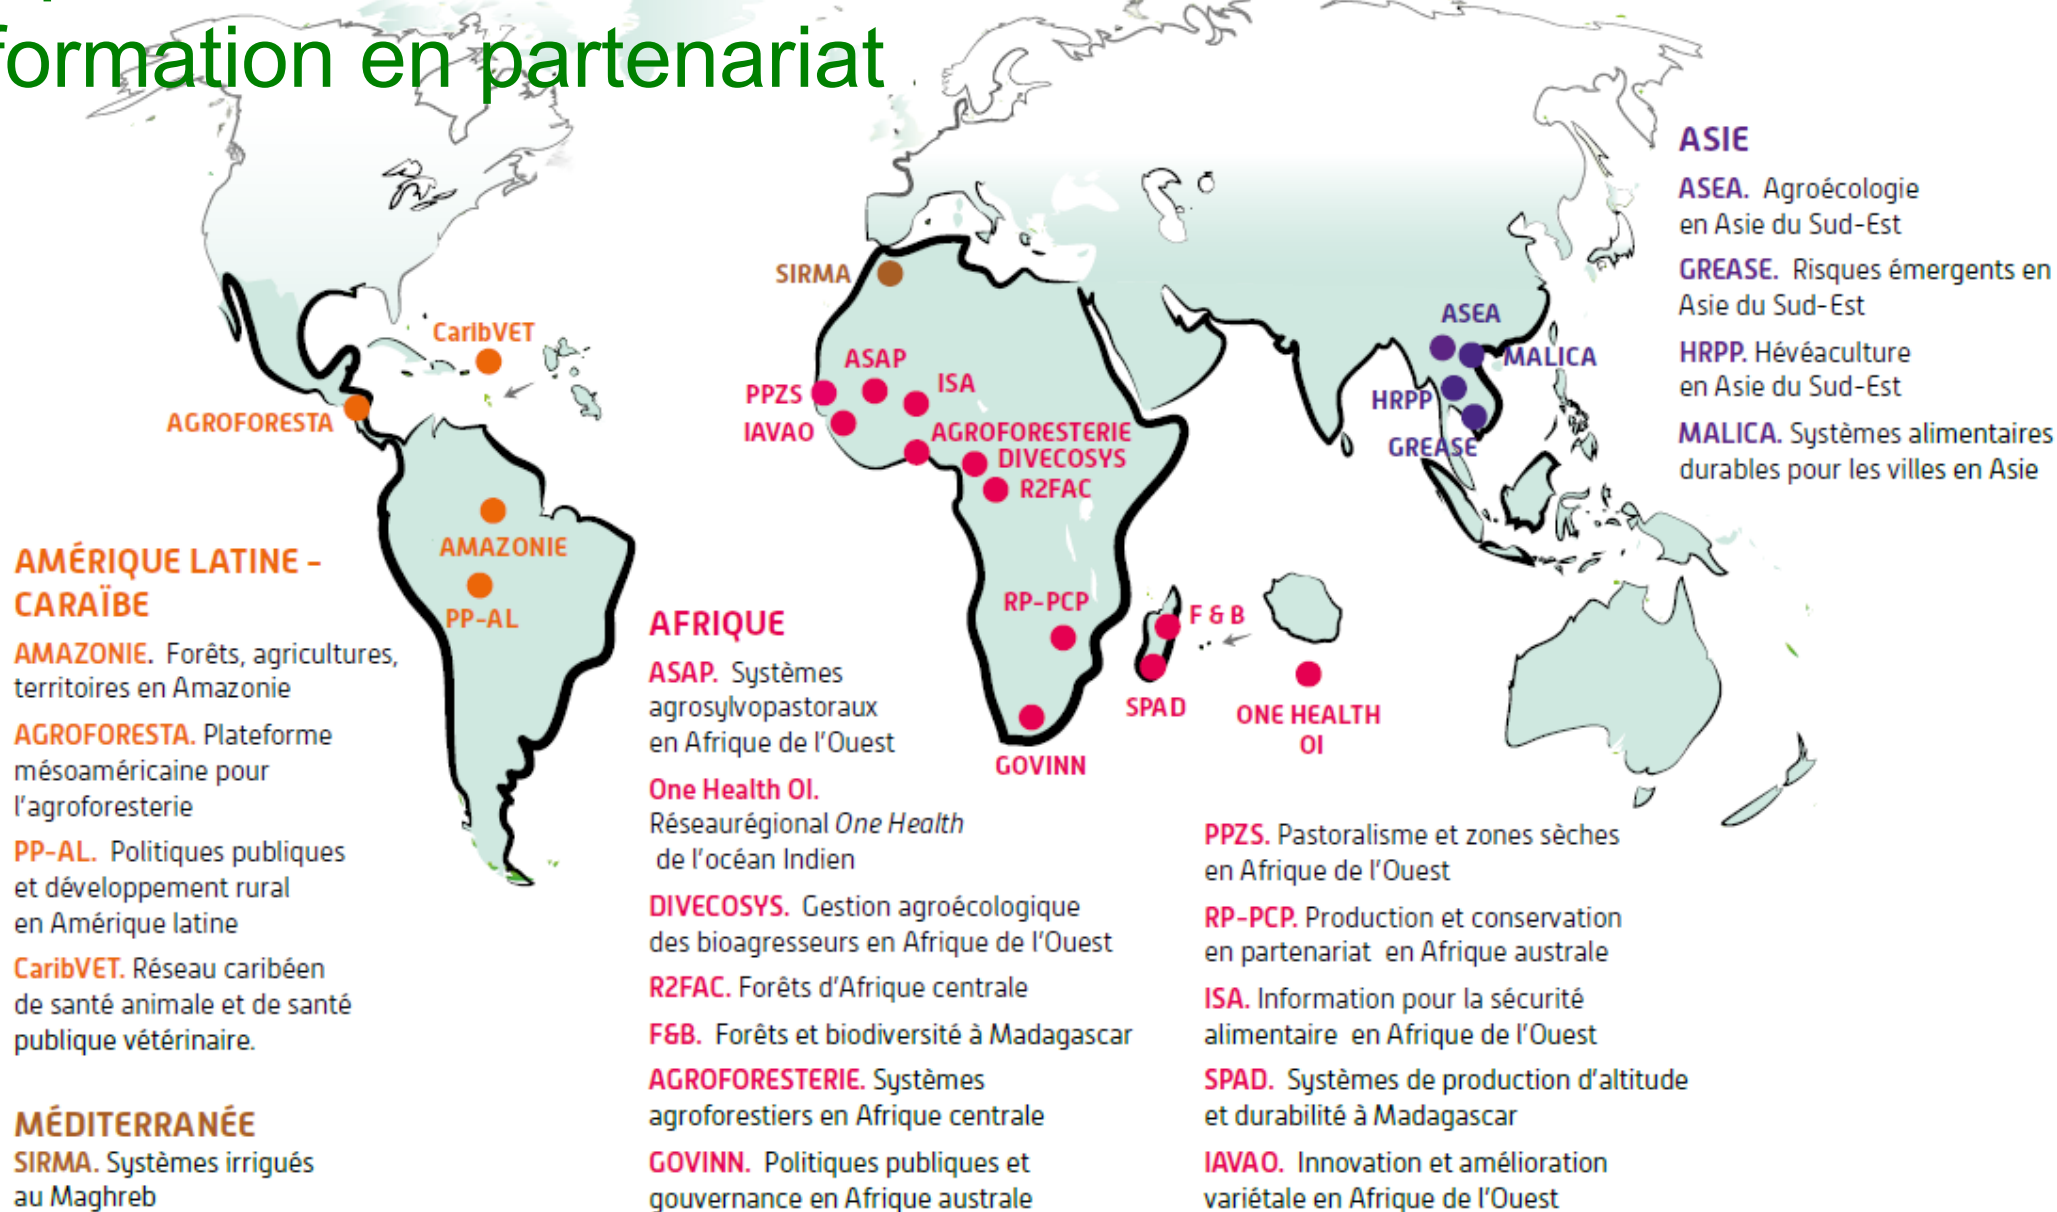 formation en partenariat
SIRMA
CaribVET
ASAP
PPZS
ISA
IAVAO
AGROFORESTERIE
DIVECOSYS
R2FAC
AGROFORESTA
AMAZONIE
PP-AL
RP-PCP
F & B
SPAD
ONE HEALTH
OI
GOVINN
ASEA
MALICA
HRPP
GREASE
ASIE
ASEA. Agroécologie
en Asie du Sud-Est
GREASE. Risques émergents en
Asie du Sud-Est
HRPP. Hévéaculture
en Asie du Sud-Est
MALICA. Systèmes alimentaires
durables pour les villes en Asie
AMÉRIQUE LATINE -
CARAÏBE
AMAZONIE. Forêts, agricultures,
territoires en Amazonie
AGROFORESTA. Plateforme
mésoaméricaine pour
l'agroforesterie
PP-AL. Politiques publiques
et développement rural
en Amérique latine
CaribVET. Réseau caribéen
de santé animale et de santé
publique vétérinaire.
MÉDITERRANÉE
SIRMA. Systèmes irrigués
au Maghreb
AFRIQUE
ASAP. Systèmes
agrosylvopastoraux
en Afrique de l'Ouest
One Health OI.
Réseaurégional One Health
de l'océan Indien
DIVECOSYS. Gestion agroécologique
des bioagresseurs en Afrique de l'Ouest
R2FAC. Forêts d'Afrique centrale
F&B. Forêts et biodiversité à Madagascar
AGROFORESTERIE. Systèmes
agroforestiers en Afrique centrale
GOVINN. Politiques publiques et
gouvernance en Afrique australe
PPZS. Pastoralisme et zones sèches
en Afrique de l'Ouest
RP-PCP. Production et conservation
en partenariat en Afrique australe
ISA. Information pour la sécurité
alimentaire en Afrique de l'Ouest
SPAD. Systèmes de production d'altitude
et durabilité à Madagascar
IAVAO. Innovation et amélioration
variétale en Afrique de l'Ouest